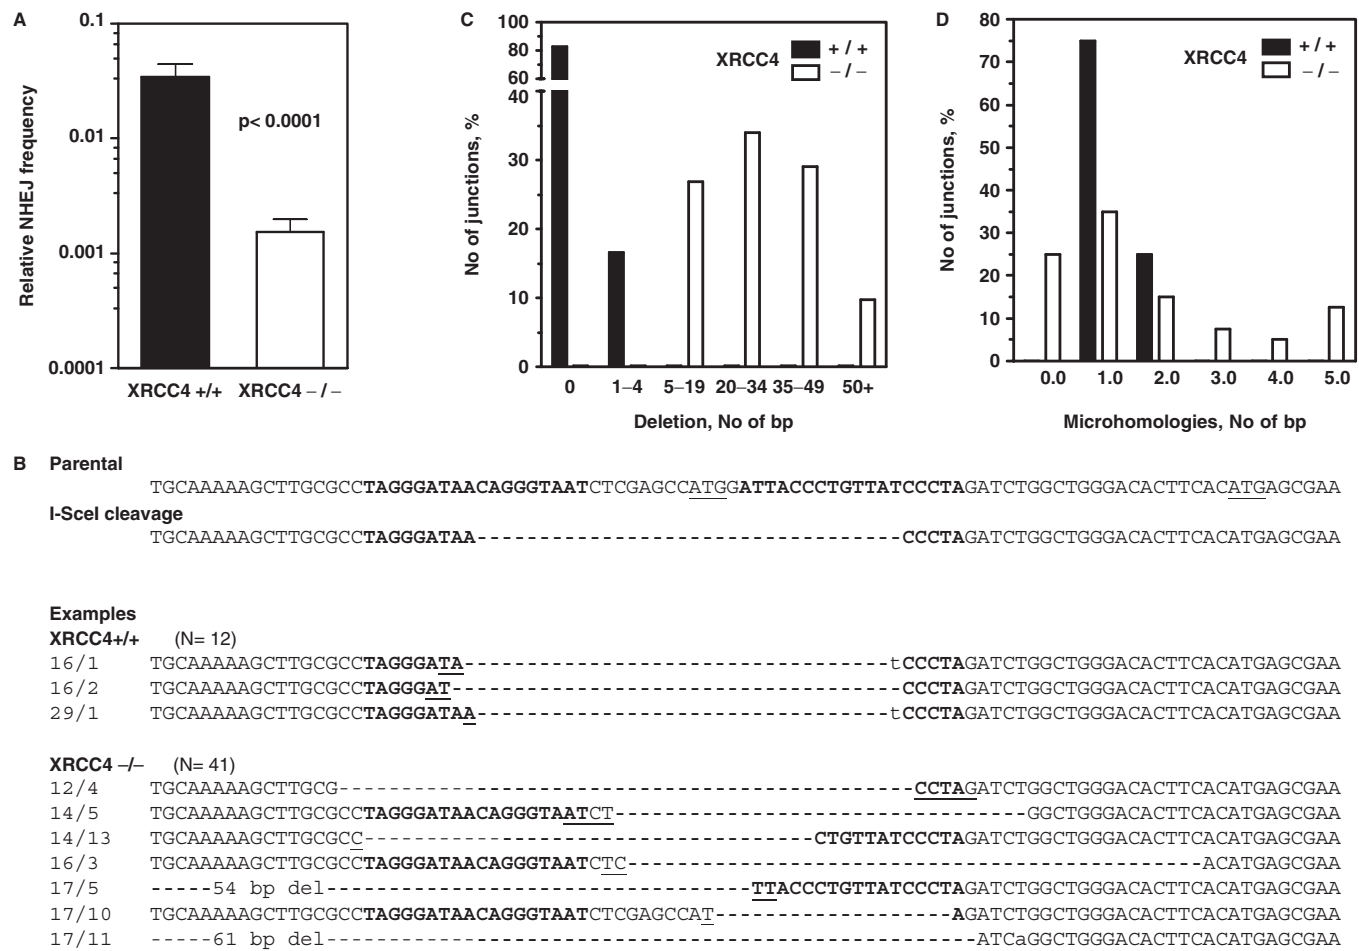 A
0.1
0.01
0.001
0.0001
Relative NHEJ frequency
p< 0.0001
XRCC4 +/+ XRCC4 – / –
C
100
80
60
40
30
20
10
0
No of junctions, %
XRCC4
+ / +
– / –
0 1–4 5–19 20–34 35–49 50+
Deletion, No of bp
D
80
70
60
50
40
30
20
10
0
No of junctions, %
XRCC4
+ / +
– / –
0.0 1.0 2.0 3.0 4.0 5.0
Microhomologies, No of bp
B Parental
TGCAAAAAGCTTGCGCCTAGGGATAACAGGGTAATCTCGAGCCATGGATTACCCTGTTATCCCTAGATCTGGCTGGGACACTTCACATGAGCGAA
I-SceI cleavage
TGCAAAAAGCTTGCGCCTAGGGATAA----------------------------------CCCTAGATCTGGCTGGGACACTTCACATGAGCGAA
Examples
XRCC4+/+ (N= 12)
16/1 TGCAAAAAGCTTGCGCCTAGGGATA----------------------------------tCCCTAGATCTGGCTGGGACACTTCACATGAGCGAA
16/2 TGCAAAAAGCTTGCGCCTAGGGAT------------------------------------CCCTAGATCTGGCTGGGACACTTCACATGAGCGAA
29/1 TGCAAAAAGCTTGCGCCTAGGGATAA---------------------------------tCCCTAGATCTGGCTGGGACACTTCACATGAGCGAA
XRCC4 –/– (N= 41)
12/4 TGCAAAAAGCTTGCG----------------------------------------------CCTAGATCTGGCTGGGACACTTCACATGAGCGAA
14/5 TGCAAAAAGCTTGCGCCTAGGGATAACAGGGTAATCT---------------------------------GGCTGGGACACTTCACATGAGCGAA
14/13 TGCAAAAAGCTTGCGCC------------------------------------CTGTTATCCCTAGATCTGGCTGGGACACTTCACATGAGCGAA
16/3 TGCAAAAAGCTTGCGCCTAGGGATAACAGGGTAATCTC----------------------------------------------ACATGAGCGAA
17/5 -----54 bp del----------------------------------TTACCCTGTTATCCCTAGATCTGGCTGGGACACTTCACATGAGCGAA
17/10 TGCAAAAAGCTTGCGCCTAGGGATAACAGGGTAATCTCGAGCCAT-------------------AGATCTGGCTGGGACACTTCACATGAGCGAA
17/11 -----61 bp del----------------------------------------------------ATCaGGCTGGGACACTTCACATGAGCGAA